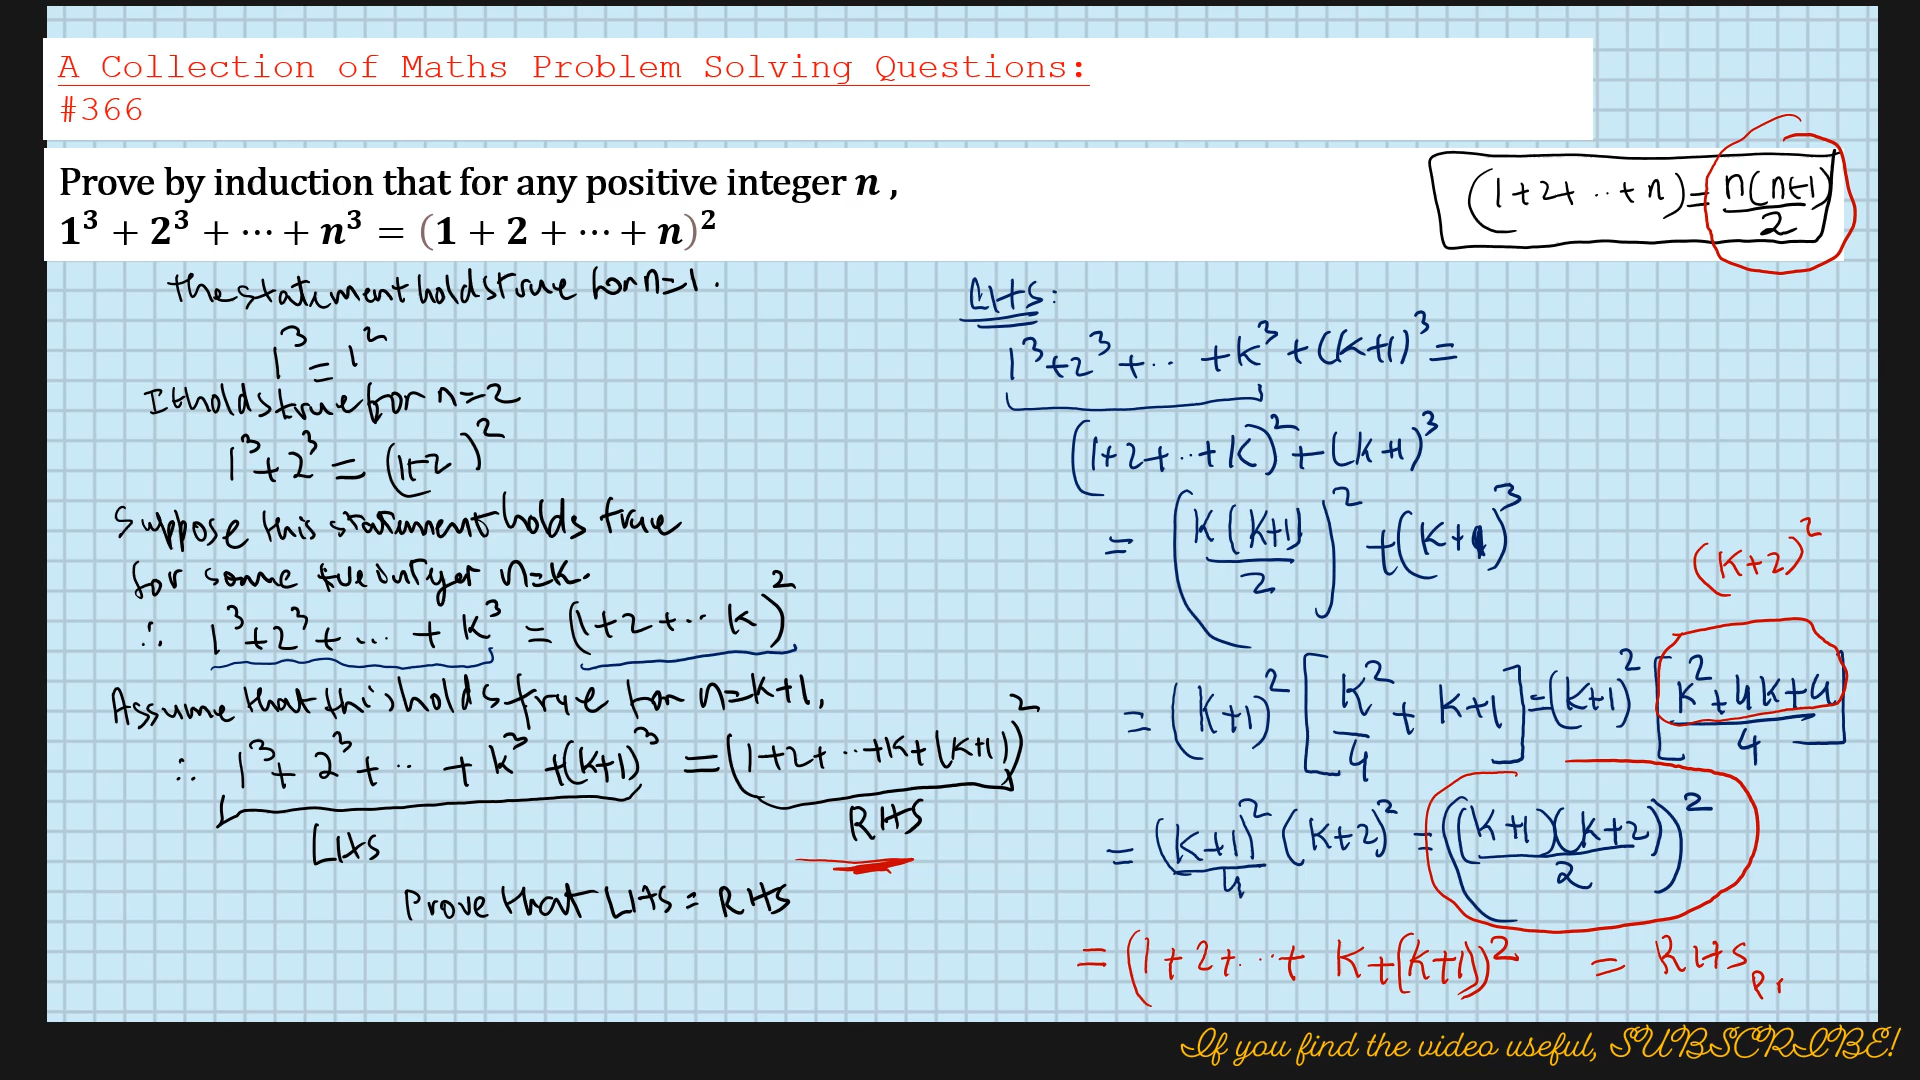 A Collection of Maths Problem Solving Questions:
#366
Prove by induction that for any positive integer n ,
1³ + 2³ + ⋯ + n³ = (1 + 2 + ⋯ + n)²
(1+2+ ··+n) = n(n+1)/2
the statement holds true for n=1.
1³ = 1²
It holds true for n=2
1³+2³ = (1+2)²
Suppose this statement holds true
for some +ve integer n=k.
∴ 1³+2³+ ... + k³ = (1+2+··k)²
Assume that this holds true for n=k+1,
∴ 1³+2³+ ·· + k³ +(k+1)³ = (1+2+ ··+k+(k+1))²
LHS
RHS
Prove that LHS = RHS
LHS:
1³+2³+ ·· +k³+(k+1)³ =
(1+2+··+k)²+(k+1)³
= (k(k+1)/2)² +(k+1)³
(k+2)²
= (k+1)² [k²/4 + k+1] = (k+1)² [k²+4k+4/4]
= (k+1)²/4 (k+2)² = ((k+1)(k+2)/2)²
= (1+2+··+ k+(k+1))² = RHS
Pr
If you find the video useful, SUBSCRIBE!